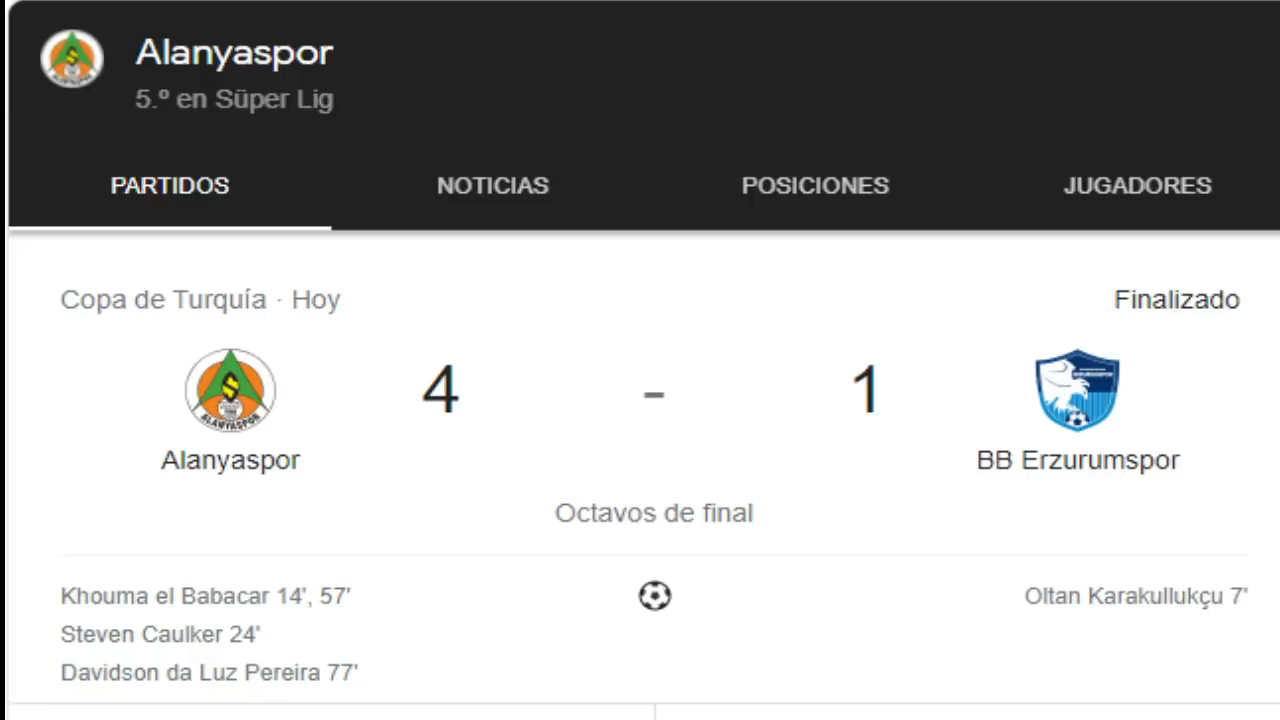 Alanyaspor
5.º en Süper Lig
PARTIDOS NOTICIAS POSICIONES JUGADORES
Copa de Turquía · Hoy Finalizado
4 - 1
Alanyaspor BB Erzurumspor
Octavos de final
Khouma el Babacar 14', 57' Oltan Karakullukçu 7'
Steven Caulker 24'
Davidson da Luz Pereira 77'